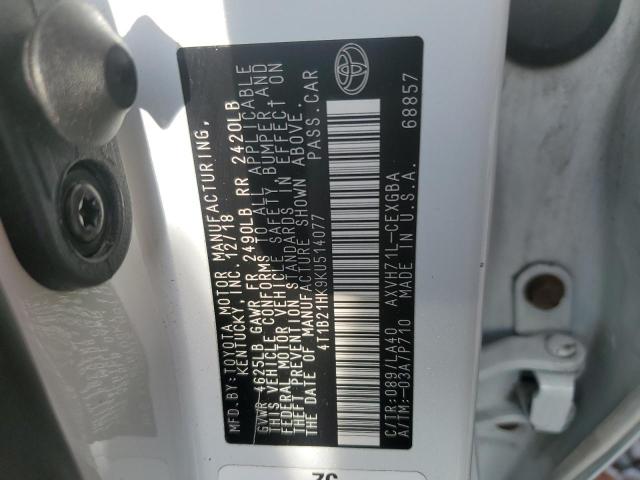 MFD. BY:TOYOTA MOTOR MANUFACTURING,
KENTUCKY, INC. 12/18
GVWR 4625LB GAWR FR 2490LB RR 2420LB
THIS VEHICLE CONFORMS TO ALL APPLICABLE
FEDERAL MOTOR VEHICLE SAFETY BUMPER, AND
THEFT PREVENTION STANDARDS IN EFFECT ON
THE DATE OF MANUFACTURE SHOWN ABOVE.
4T1B21HK9KU514077 PASS.CAR
C/TR:089/LA40 AXVH71L-CEXGBA
A/TM:-03A/P710 MADE IN U.S.A.
68857